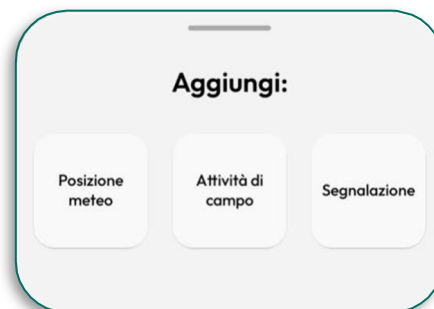 Aggiungi:
Posizione
meteo
Attività di
campo
Segnalazione